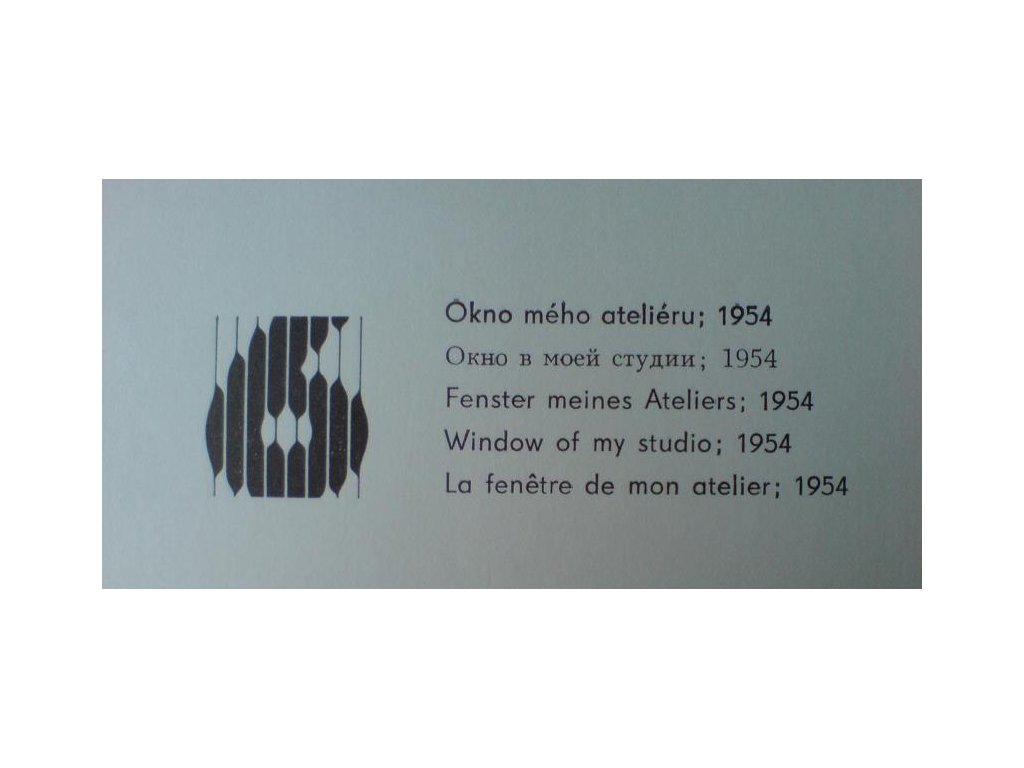 Okno mého ateliéru; 1954
Окно в моей студии; 1954
Fenster meines Ateliers; 1954
Window of my studio; 1954
La fenêtre de mon atelier; 1954